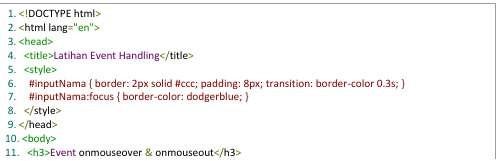 1. <!DOCTYPE html>
2. <html lang="en">
3. <head>
4. <title>Latihan Event Handling</title>
5. <style>
6. #inputNama { border: 2px solid #ccc; padding: 8px; transition: border-color 0.3s; }
7. #inputNama:focus { border-color: dodgerblue; }
8. </style>
9. </head>
10. <body>
11. <h3>Event onmouseover & onmouseout</h3>